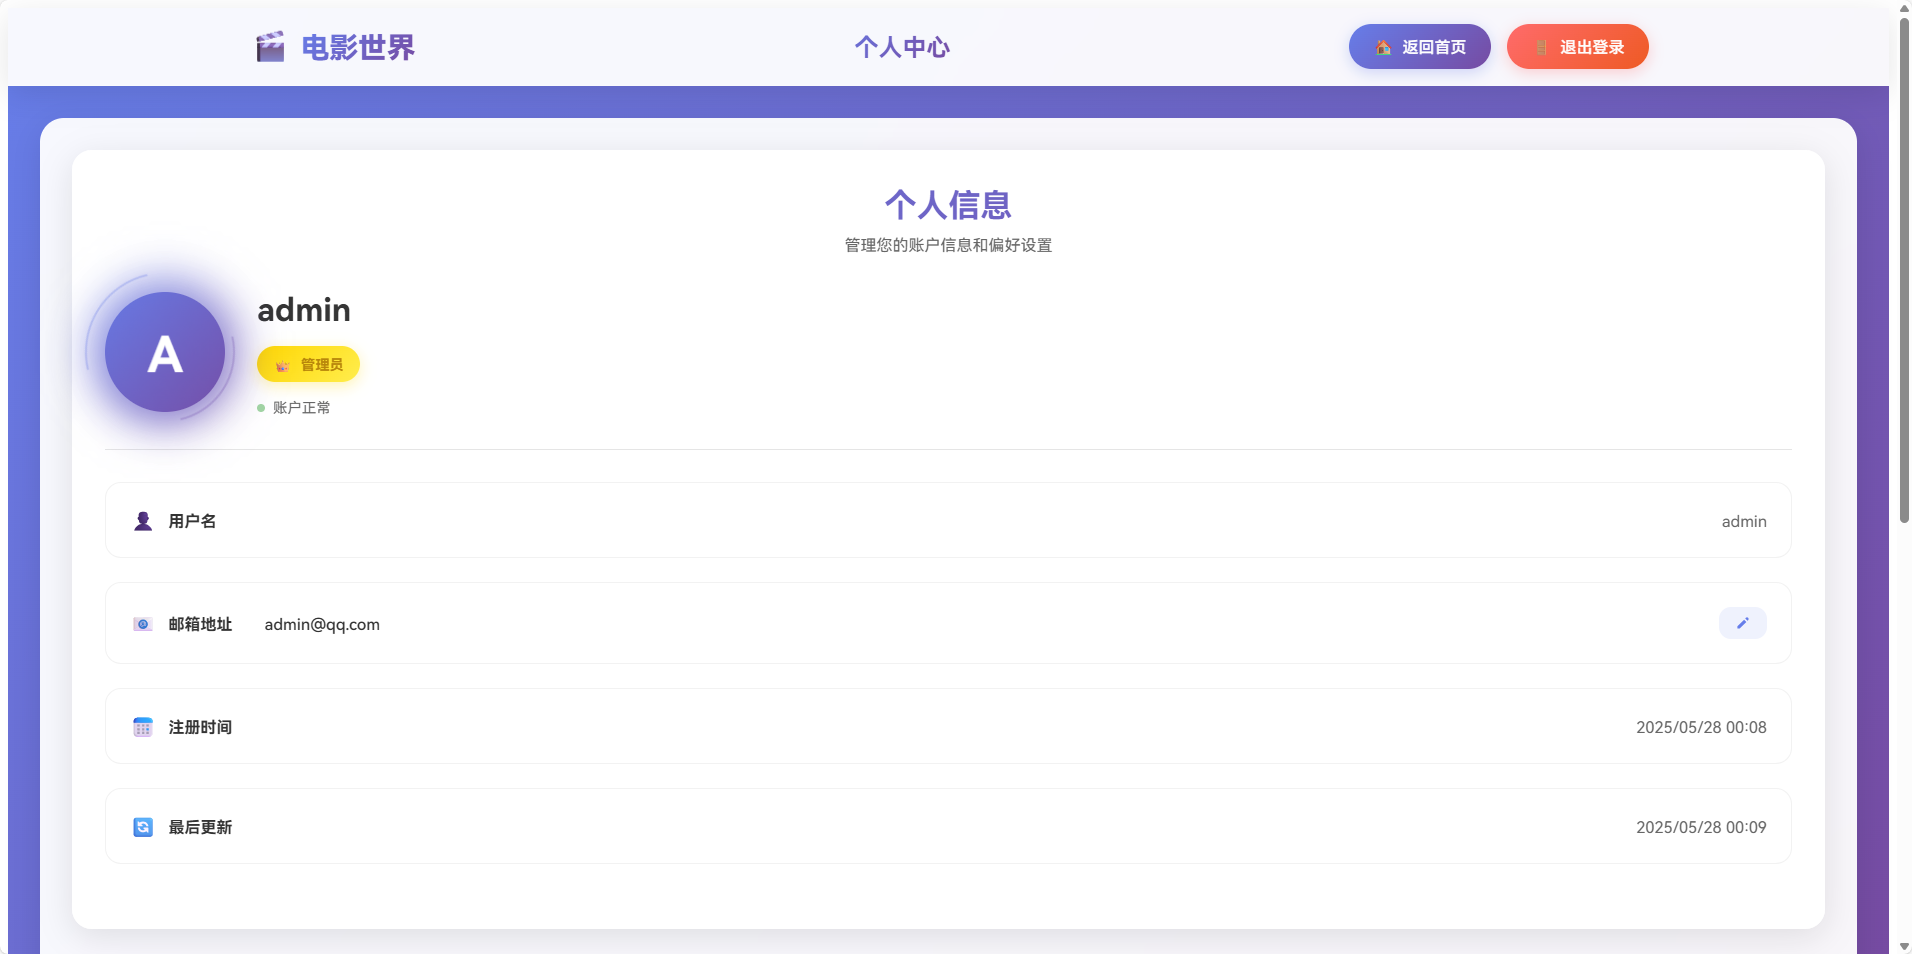 电影世界
个人中心
返回首页
退出登录
个人信息
管理您的账户信息和偏好设置
A
admin
管理员
账户正常
用户名
admin
邮箱地址
admin@qq.com
注册时间
2025/05/28 00:08
最后更新
2025/05/28 00:09